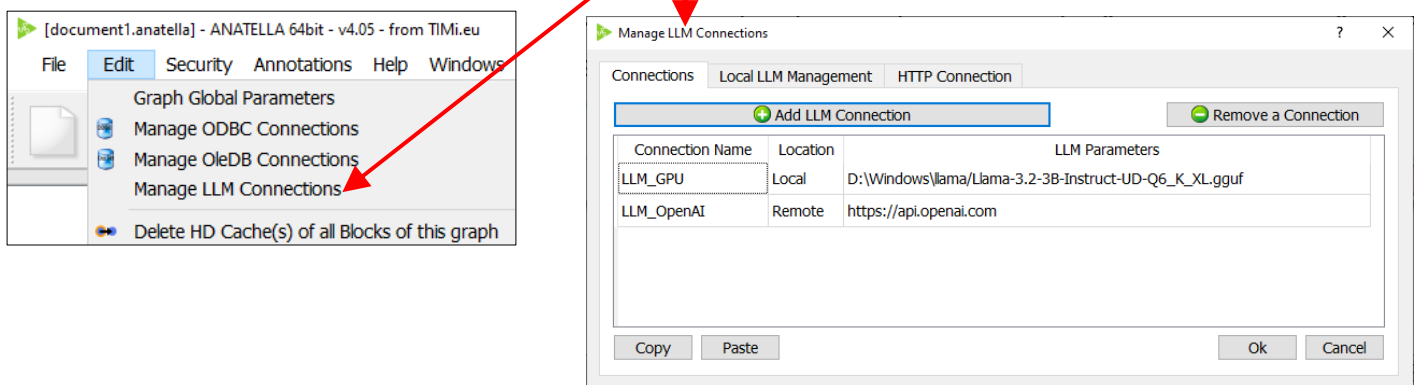 [document1.anatella] - ANATELLA 64bit - v4.05 - from TIMi.eu
File Edit Security Annotations Help Windows
Graph Global Parameters
Manage ODBC Connections
Manage OleDB Connections
Manage LLM Connections
Delete HD Cache(s) of all Blocks of this graph
Manage LLM Connections
Connections Local LLM Management HTTP Connection
Add LLM Connection Remove a Connection
Connection Name Location LLM Parameters
LLM_GPU Local D:\Windows\llama/Llama-3.2-3B-Instruct-UD-Q6_K_XL.gguf
LLM_OpenAI Remote https://api.openai.com
Copy Paste Ok Cancel